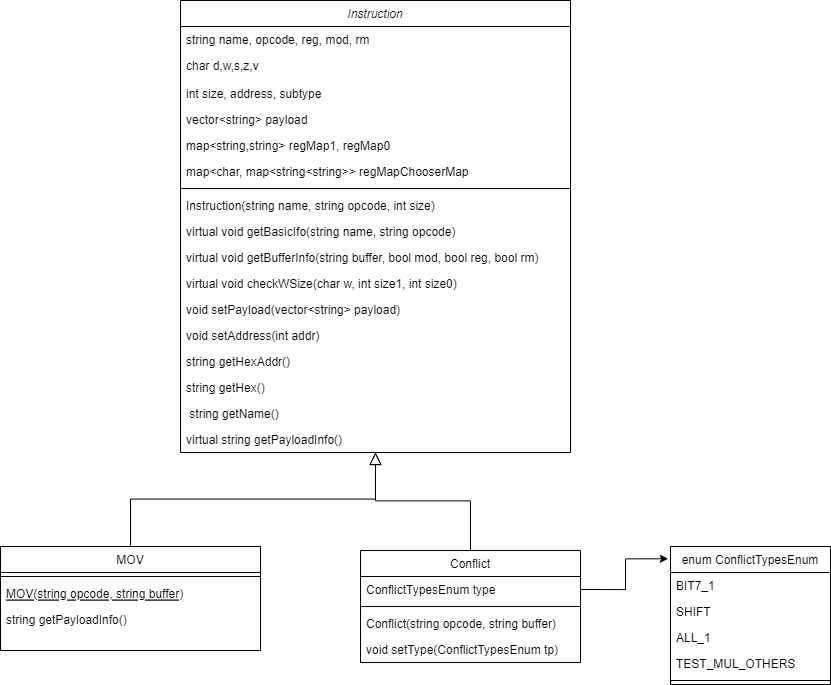 Instruction
string name, opcode, reg, mod, rm
char d,w,s,z,v
int size, address, subtype
vector<string> payload
map<string,string> regMap1, regMap0
map<char, map<string<string>> regMapChooserMap
Instruction(string name, string opcode, int size)
virtual void getBasicIfo(string name, string opcode)
virtual void getBufferInfo(string buffer, bool mod, bool reg, bool rm)
virtual void checkWSize(char w, int size1, int size0)
void setPayload(vector<string> payload)
void setAddress(int addr)
string getHexAddr()
string getHex()
string getName()
virtual string getPayloadInfo()
MOV
MOV(string opcode, string buffer)
string getPayloadInfo()
Conflict
ConflictTypesEnum type
Conflict(string opcode, string buffer)
void setType(ConflictTypesEnum tp)
enum ConflictTypesEnum
BIT7_1
SHIFT
ALL_1
TEST_MUL_OTHERS